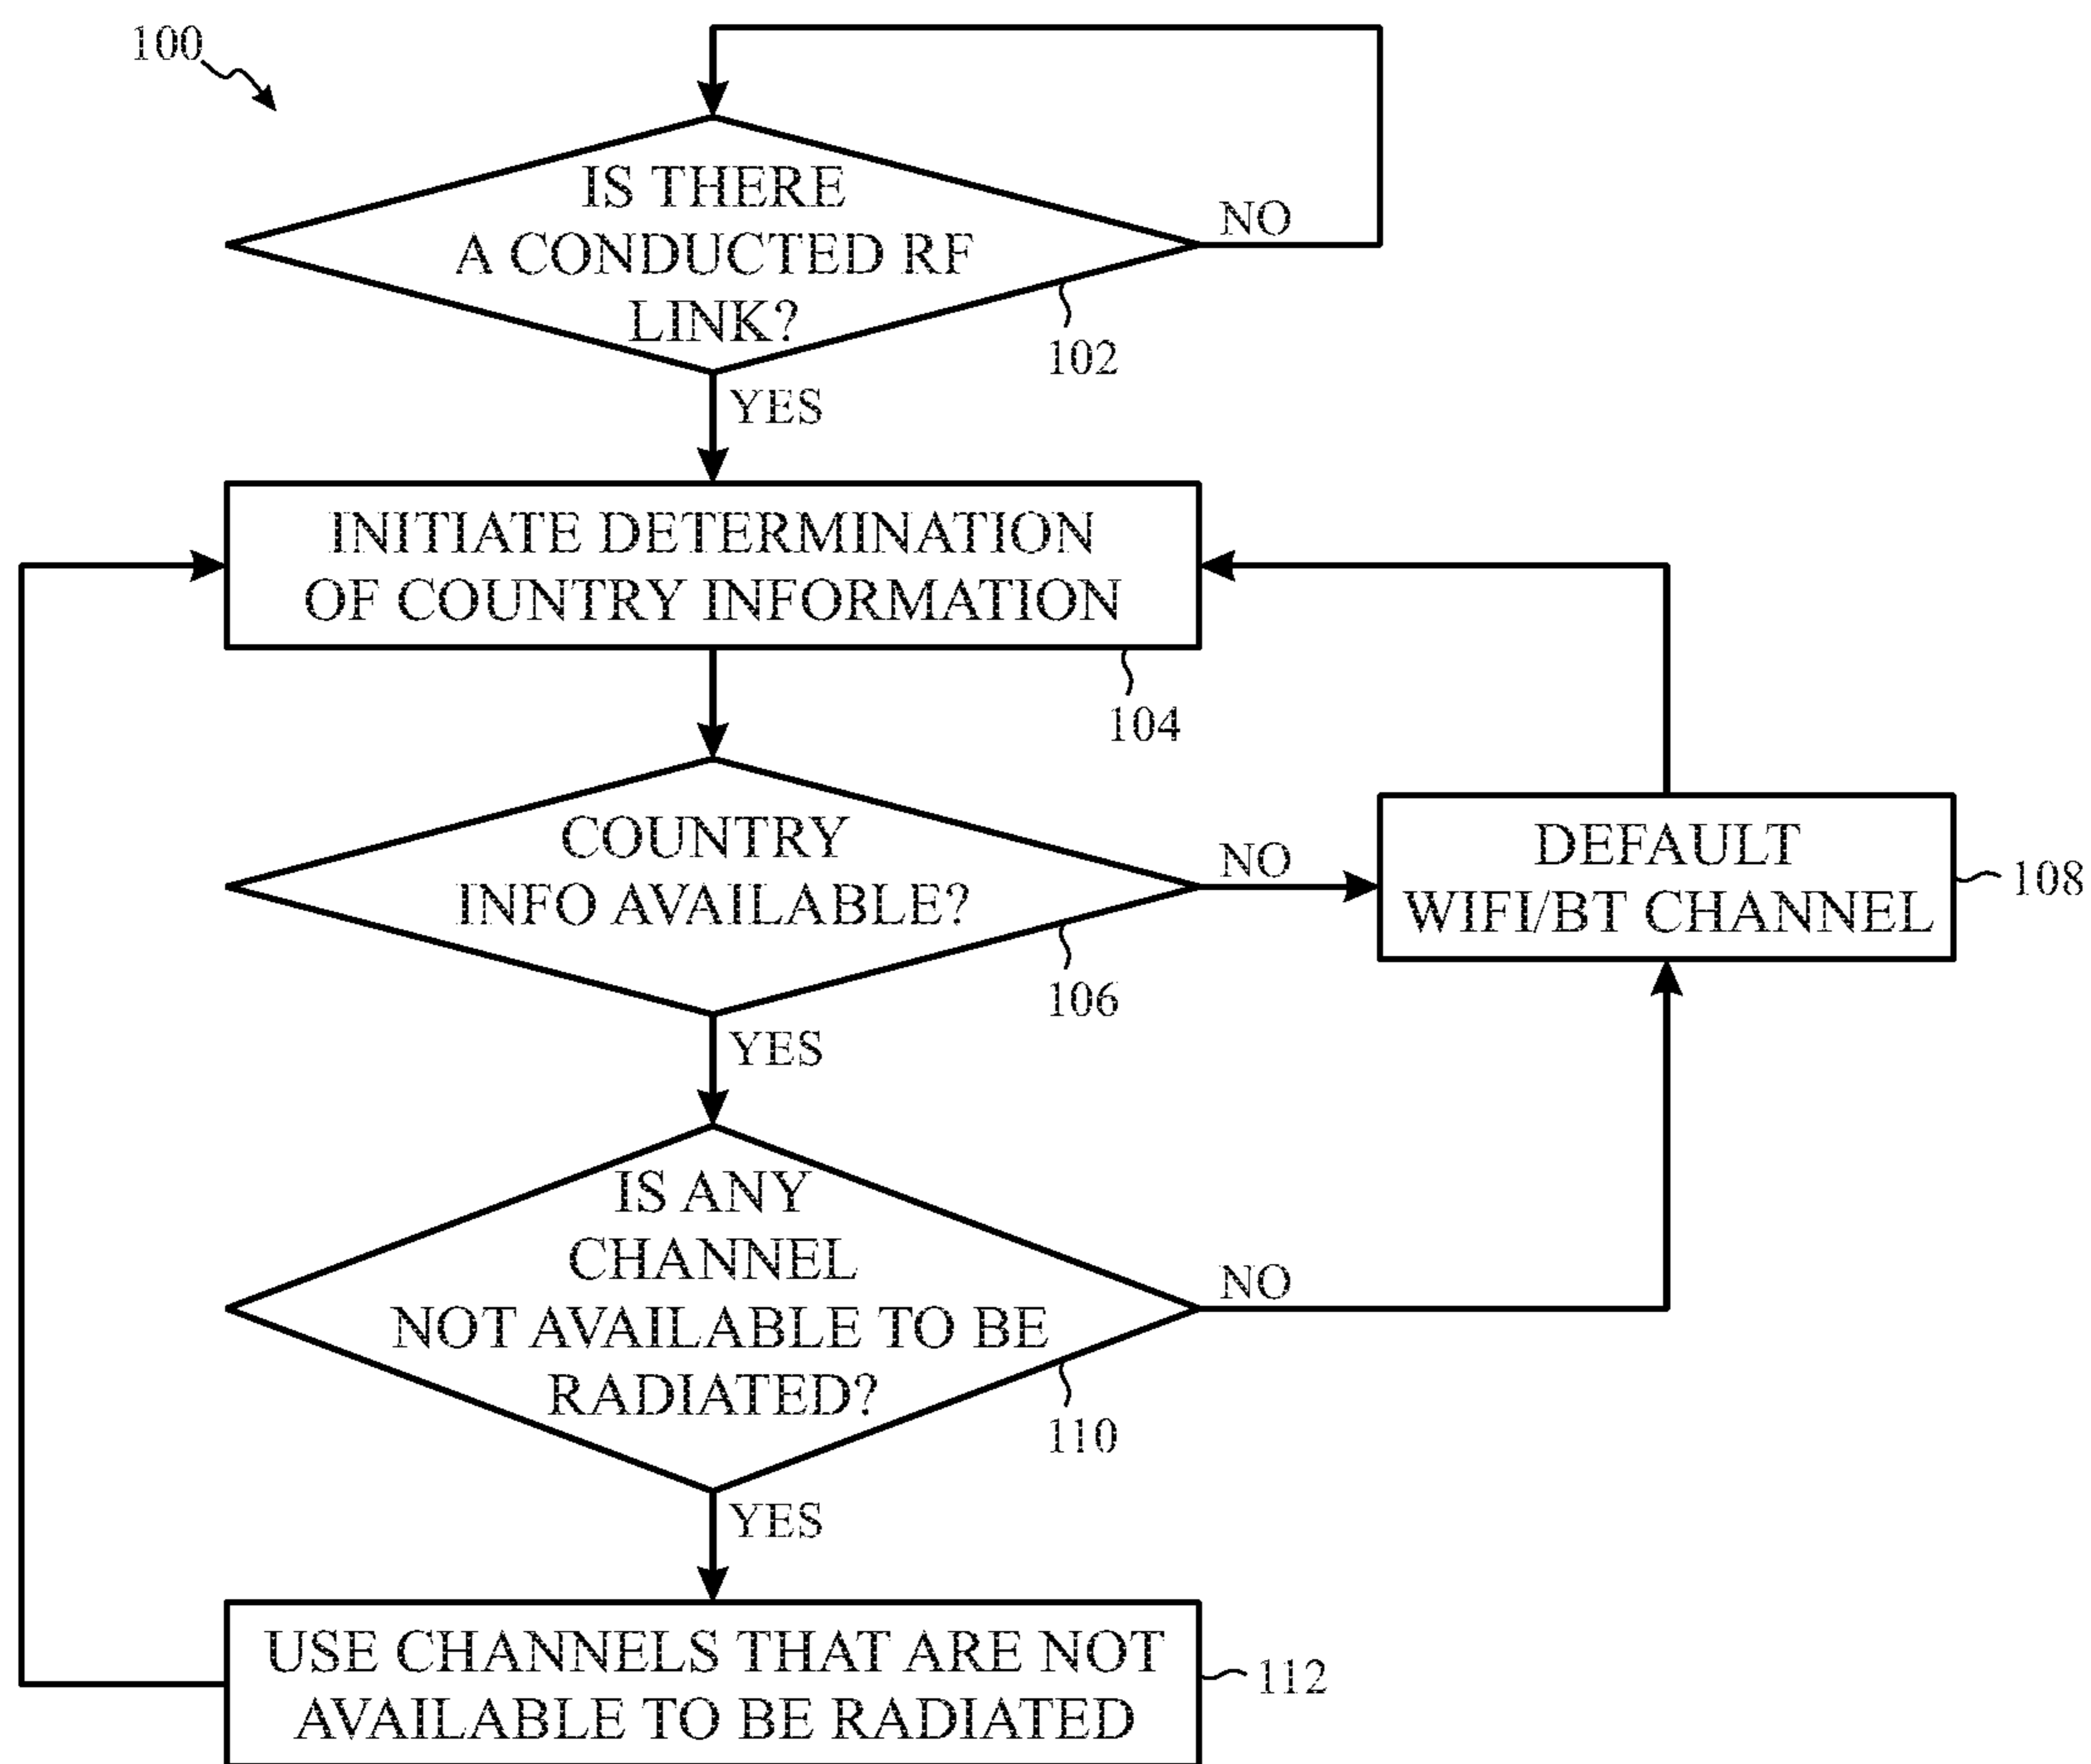 100
IS THERE
A CONDUCTED RF
LINK?
NO
102
YES
INITIATE DETERMINATION
OF COUNTRY INFORMATION
104
COUNTRY
INFO AVAILABLE?
NO
106
DEFAULT
WIFI/BT CHANNEL
108
YES
IS ANY
CHANNEL
NOT AVAILABLE TO BE
RADIATED?
NO
110
YES
USE CHANNELS THAT ARE NOT
AVAILABLE TO BE RADIATED
112